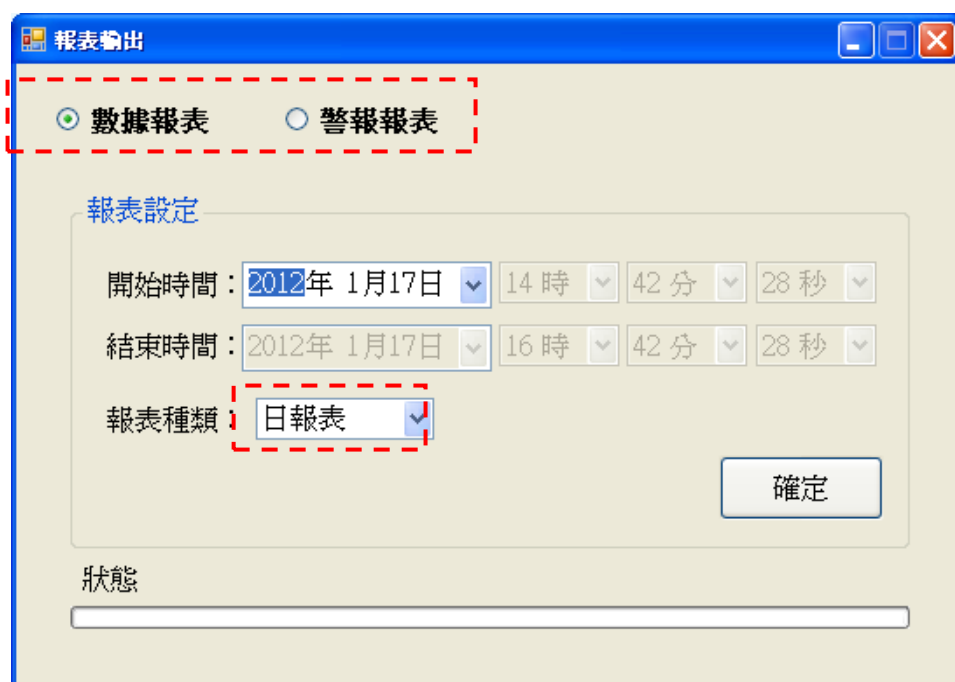 報表輸出
數據報表 警報報表
報表設定
開始時間：2012年 1月17日 14 時 42 分 28 秒
結束時間：2012年 1月17日 16 時 42 分 28 秒
報表種類： 日報表
確定
狀態